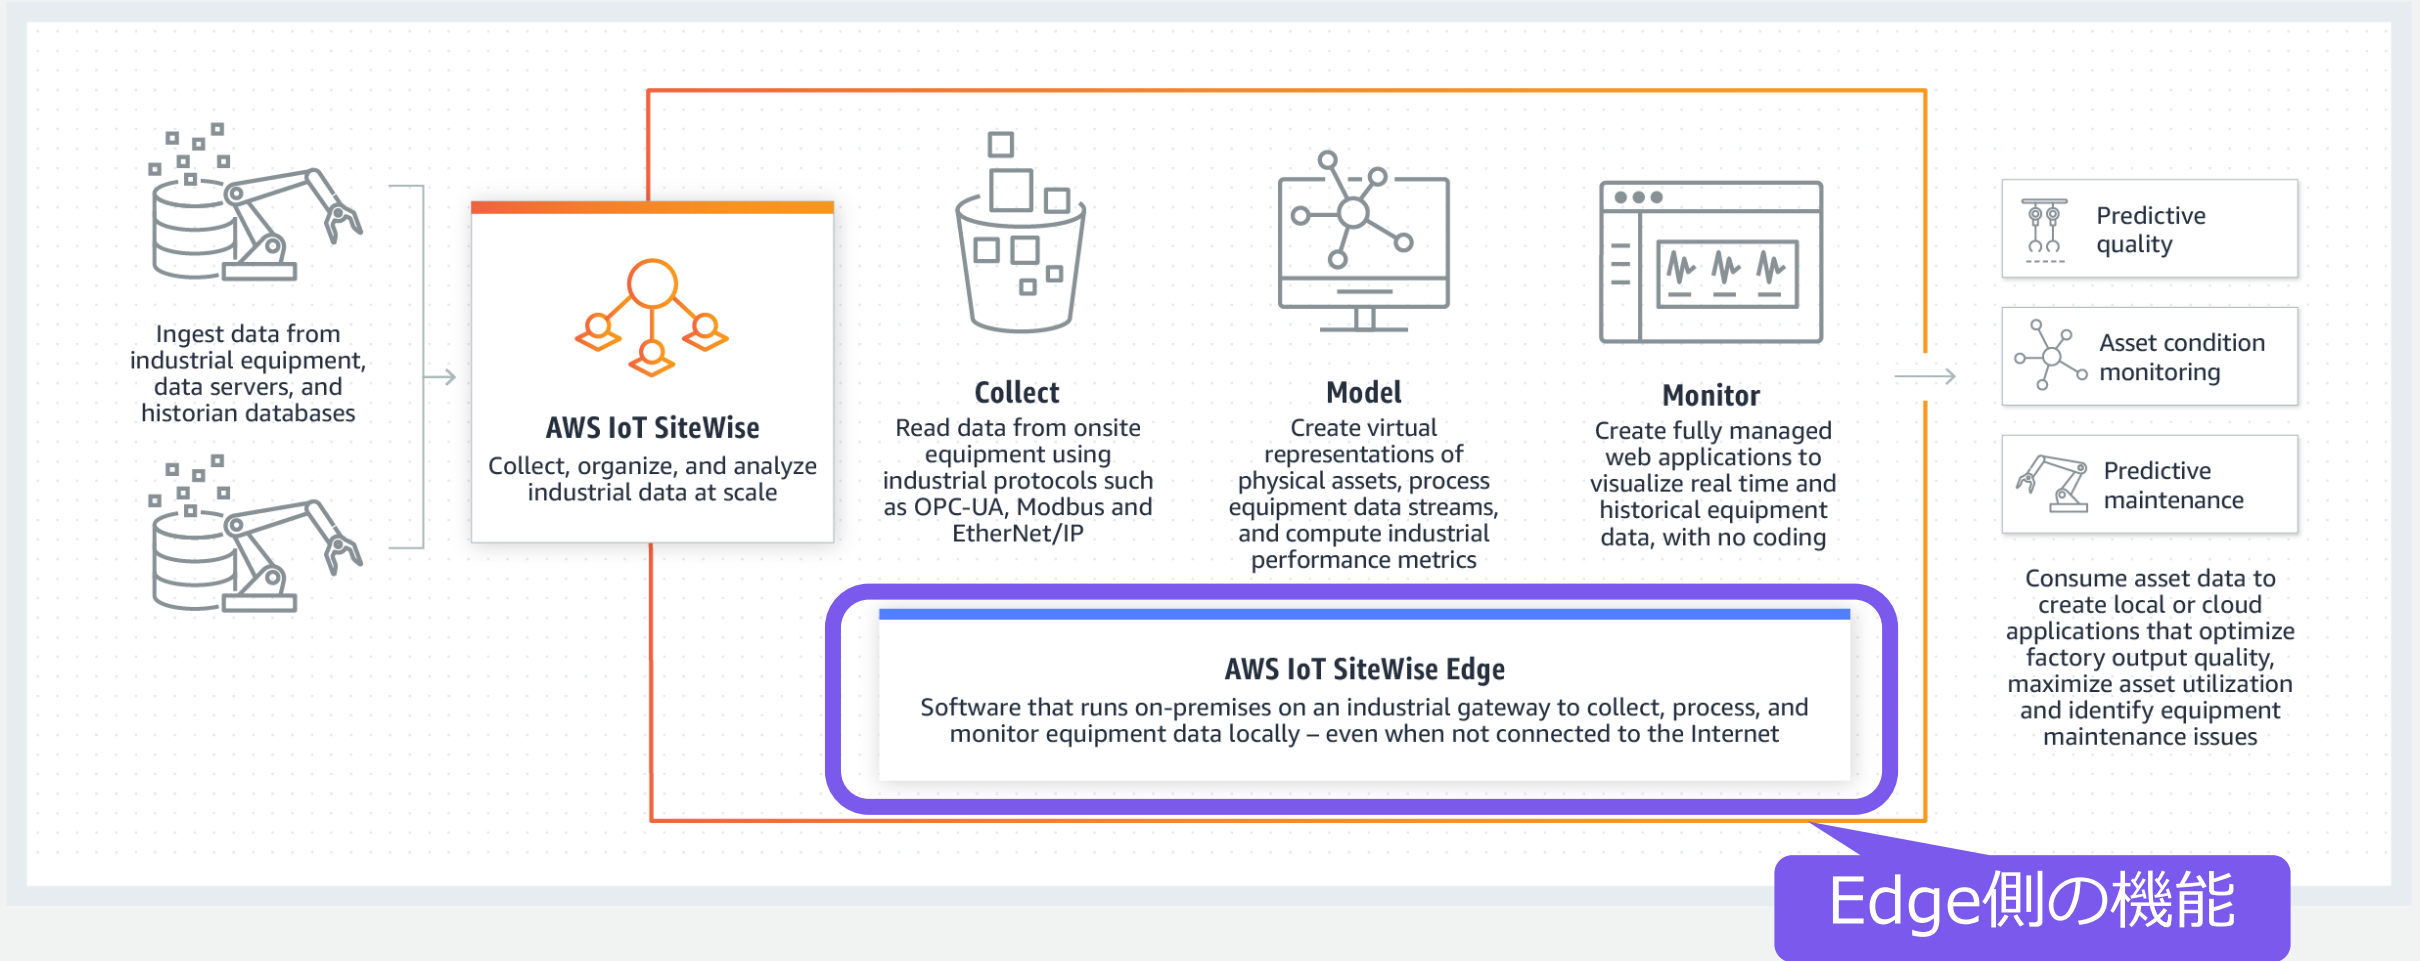 Ingest data from
industrial equipment,
data servers, and
historian databases
AWS IoT SiteWise
Collect, organize, and analyze
industrial data at scale
Collect
Read data from onsite
equipment using
industrial protocols such
as OPC-UA, Modbus and
EtherNet/IP
Model
Create virtual
representations of
physical assets, process
equipment data streams,
and compute industrial
performance metrics
Monitor
Create fully managed
web applications to
visualize real time and
historical equipment
data, with no coding
AWS IoT SiteWise Edge
Software that runs on-premises on an industrial gateway to collect, process, and
monitor equipment data locally – even when not connected to the Internet
Predictive
quality
Asset condition
monitoring
Predictive
maintenance
Consume asset data to
create local or cloud
applications that optimize
factory output quality,
maximize asset utilization
and identify equipment
maintenance issues
Edge側の機能